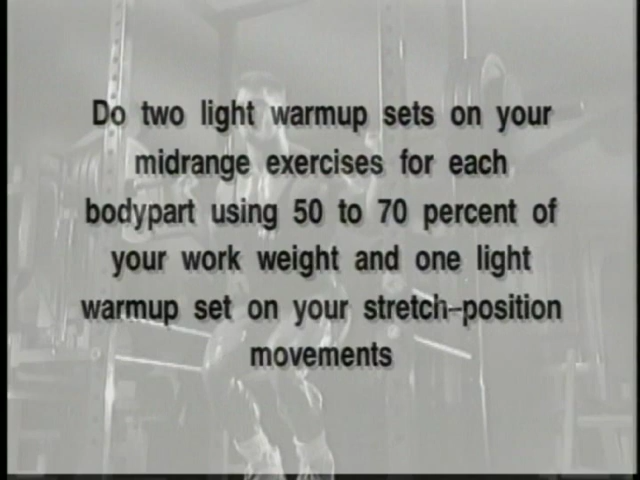 Do two light warmup sets on your
midrange exercises for each
bodypart using 50 to 70 percent of
your work weight and one light
warmup set on your stretch-position
movements